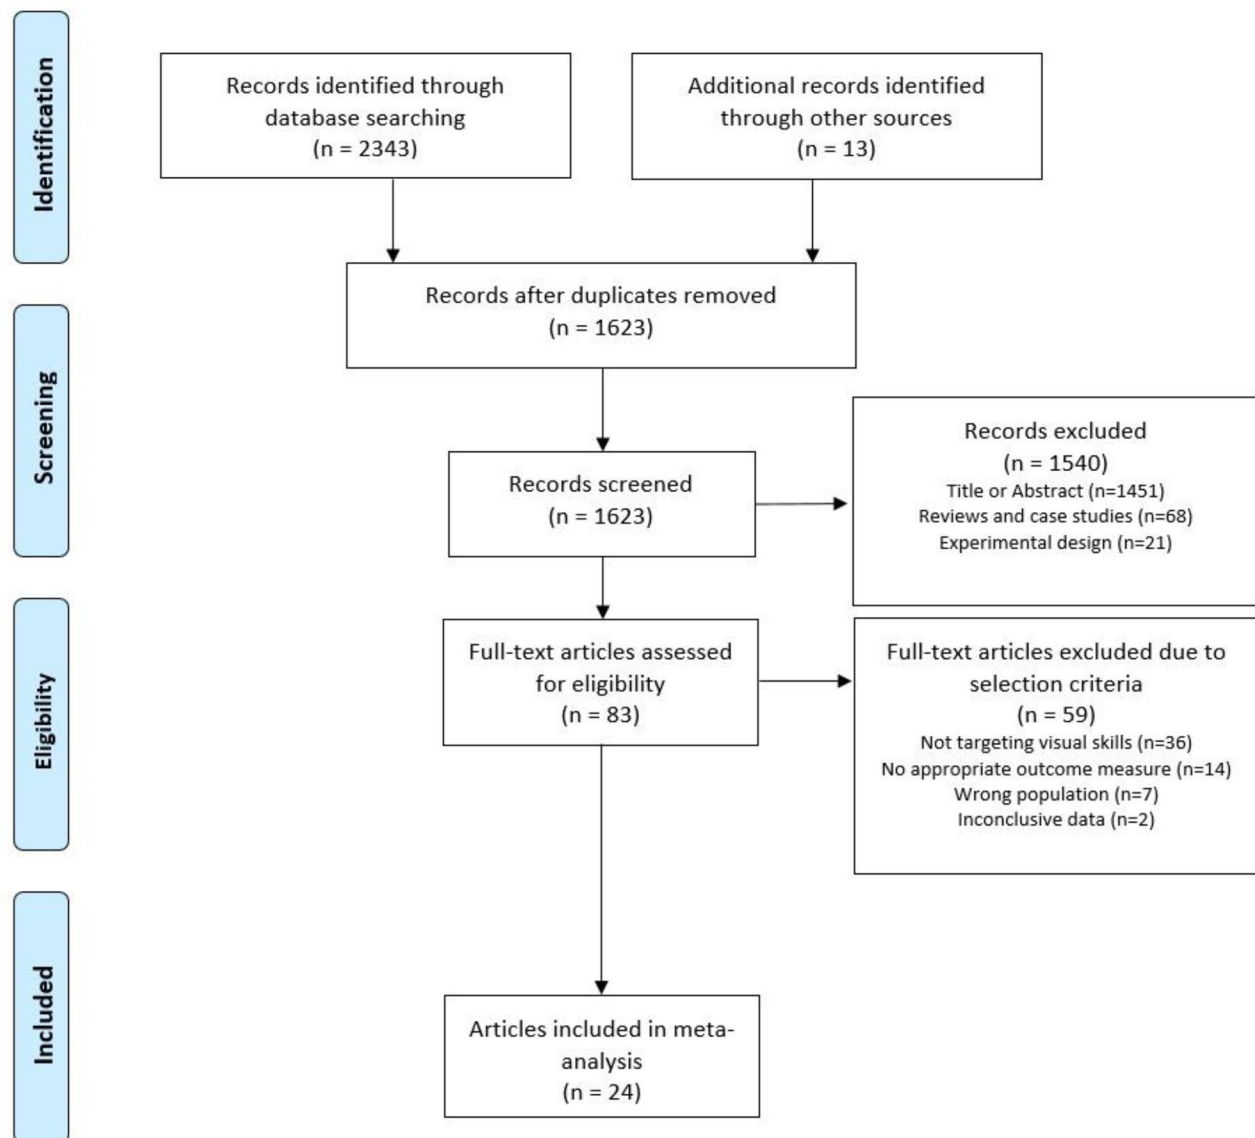 Identification
Records identified through
database searching
(n = 2343)
Additional records identified
through other sources
(n = 13)
Records after duplicates removed
(n = 1623)
Screening
Records screened
(n = 1623)
Records excluded
(n = 1540)
Title or Abstract (n=1451)
Reviews and case studies (n=68)
Experimental design (n=21)
Eligibility
Full-text articles assessed
for eligibility
(n = 83)
Full-text articles excluded due to
selection criteria
(n = 59)
Not targeting visual skills (n=36)
No appropriate outcome measure (n=14)
Wrong population (n=7)
Inconclusive data (n=2)
Included
Articles included in meta-
analysis
(n = 24)